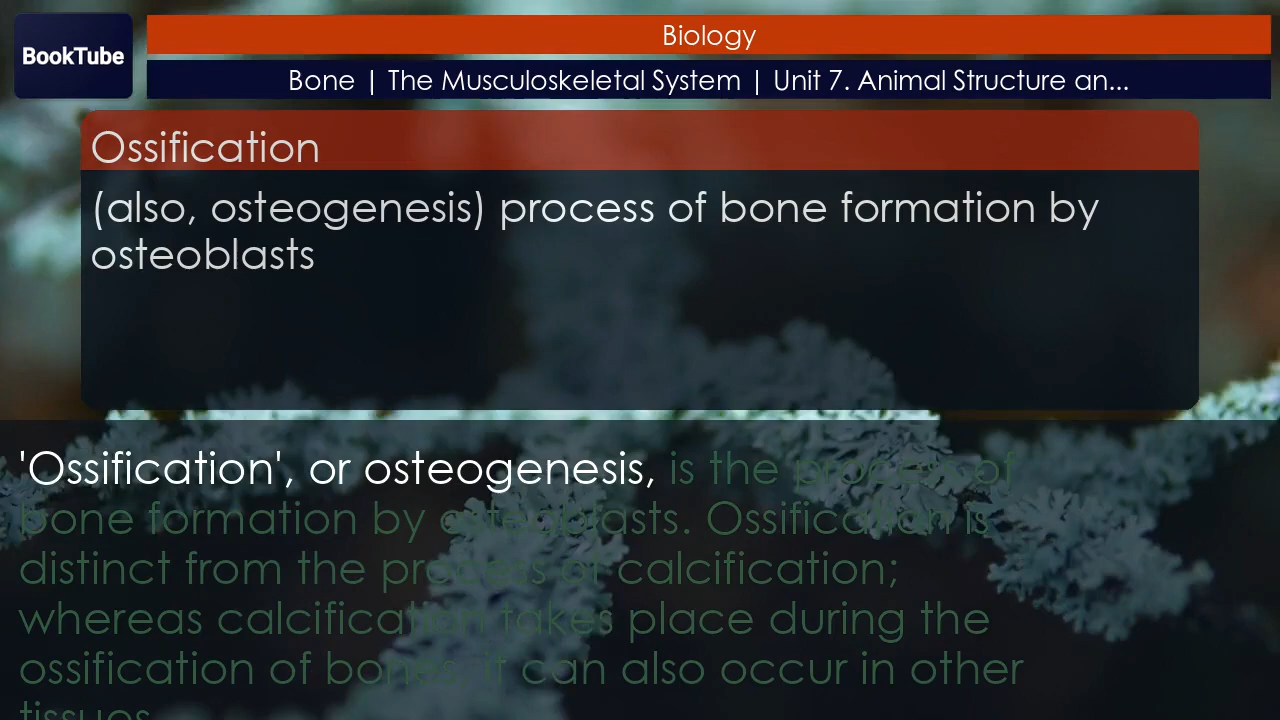 BookTube
Biology
Bone | The Musculoskeletal System | Unit 7. Animal Structure an...
Ossification
(also, osteogenesis) process of bone formation by
osteoblasts
'Ossification', or osteogenesis, is the process of
bone formation by osteoblasts. Ossification is
distinct from the process of calcification;
whereas calcification takes place during the
ossification of bones, it can also occur in other
tissues